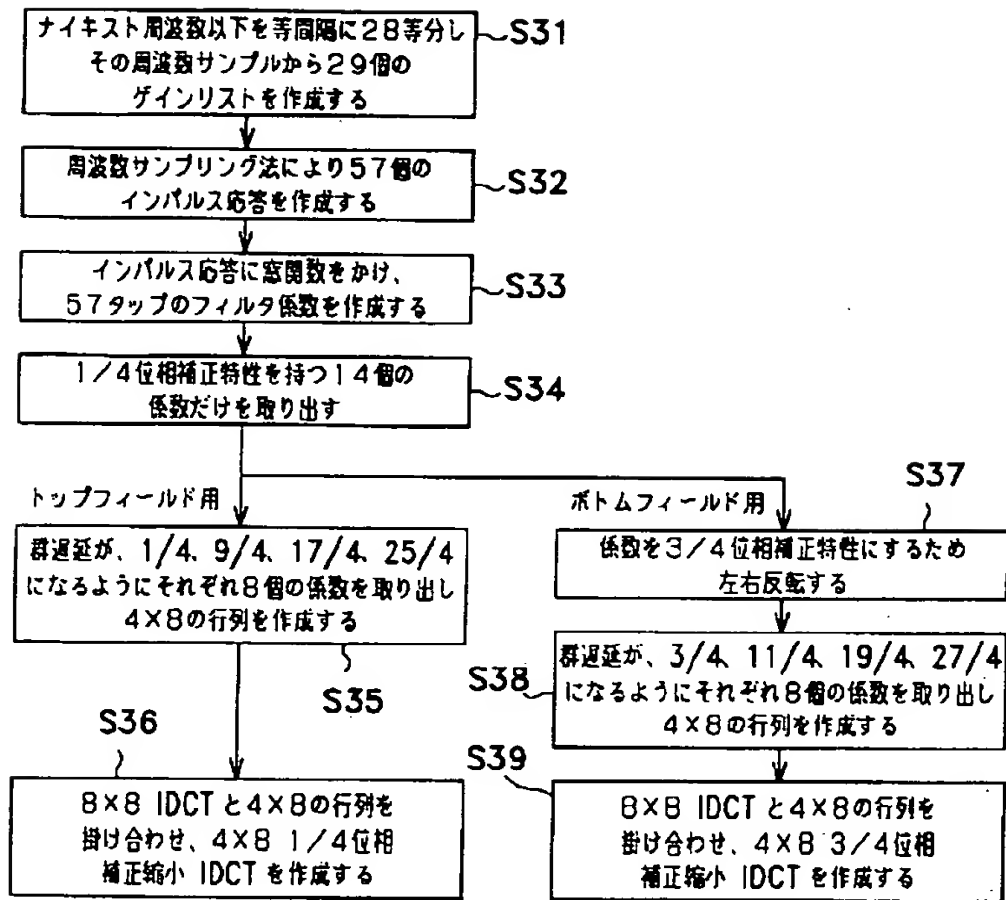 ナイキスト周波数以下を等間隔に28等分し
その周波数サンプルから29個の
ゲインリストを作成する
S31
周波数サンプリング法により57個の
インパルス応答を作成する
S32
インパルス応答に窓関数をかけ、
57タップのフィルタ係数を作成する
S33
1/4位相補正特性を持つ14個の
係数だけを取り出す
S34
トップフィールド用
群遅延が、1/4、9/4、17/4、25/4
になるようにそれぞれ8個の係数を取り出し
4×8の行列を作成する
S35
S36
8×8 IDCTと4×8の行列を
掛け合わせ、4×8 1/4位相
補正縮小 IDCTを作成する
ボトムフィールド用
S37
係数を3/4位相補正特性にするため
左右反転する
群遅延が、3/4、11/4、19/4、27/4
になるようにそれぞれ8個の係数を取り出し
4×8の行列を作成する
S38
S39
8×8 IDCTと4×8の行列を
掛け合わせ、4×8 3/4位相
補正縮小 IDCTを作成する